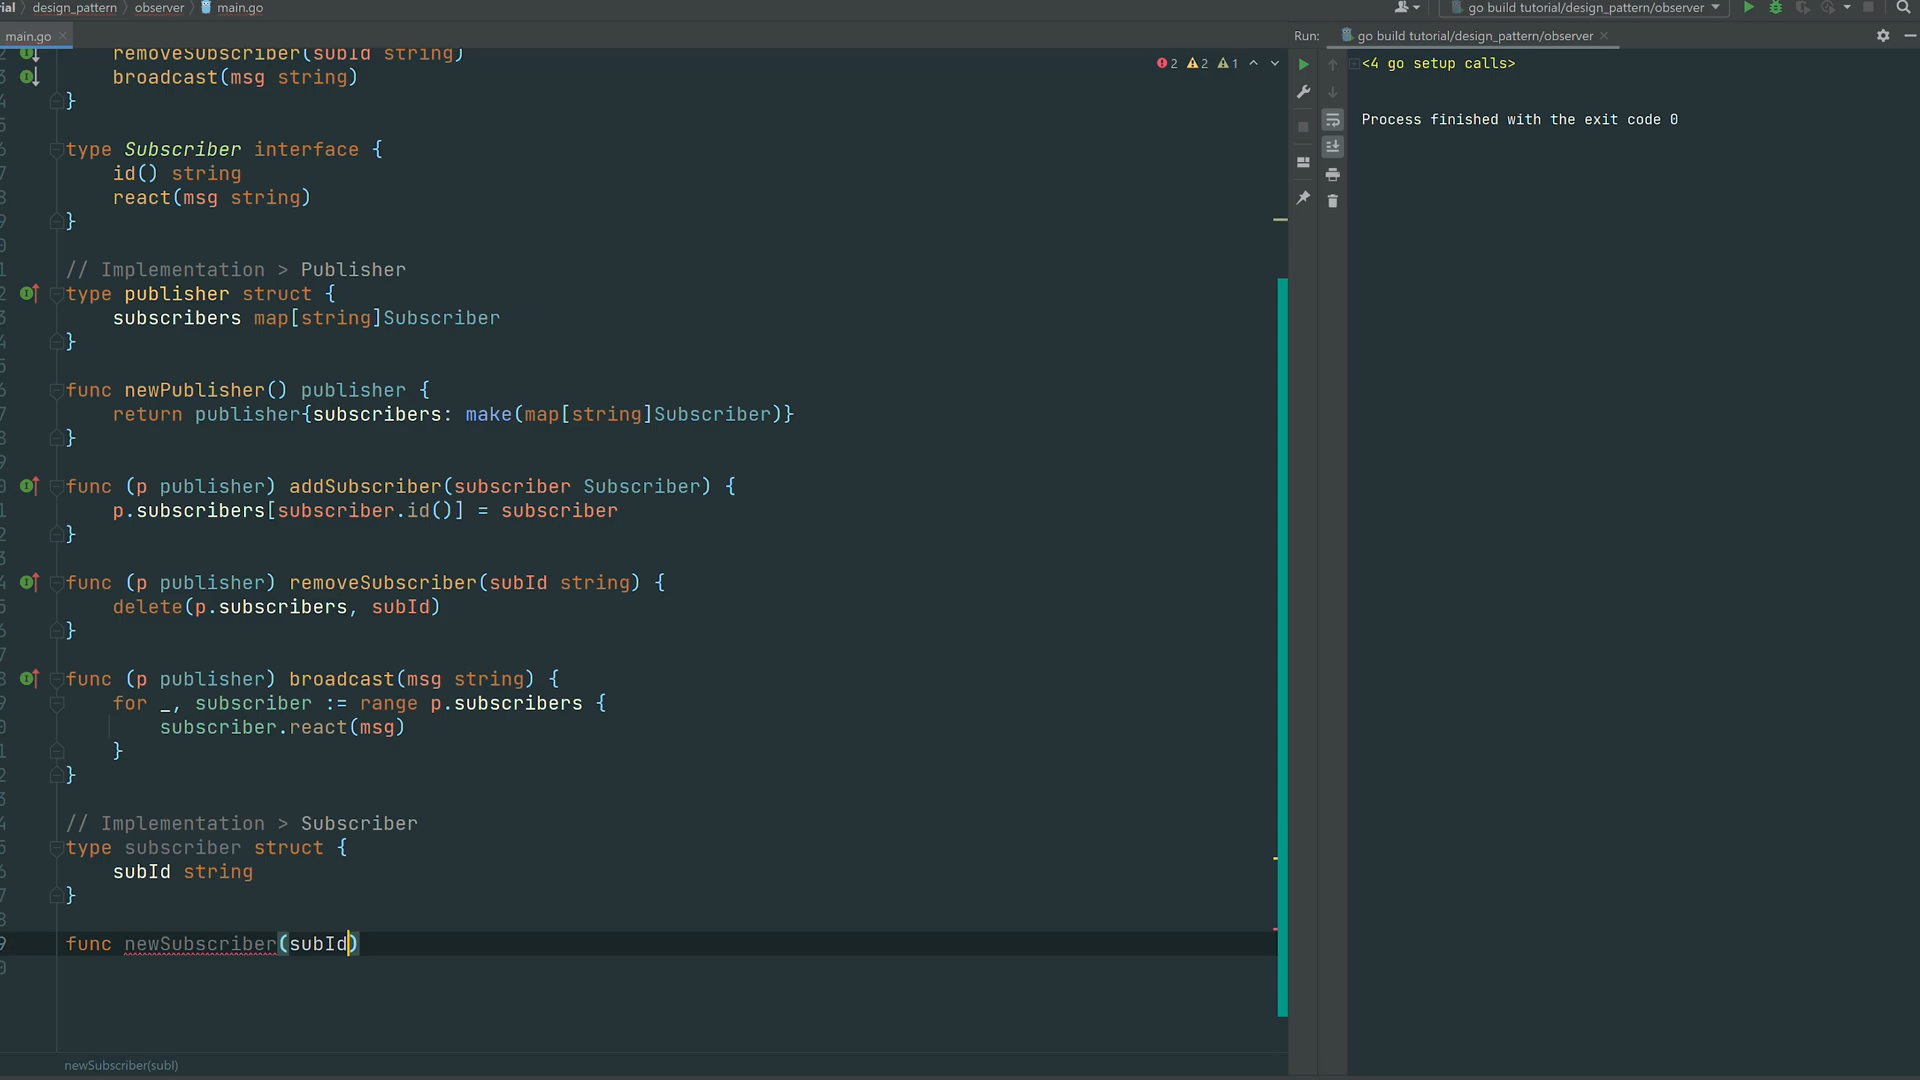 ial design_pattern observer main.go go build tutorial/design_pattern/observer
main.go Run: go build tutorial/design_pattern/observer
removeSubscriber(subId string)
2 2 1 <4 go setup calls>
broadcast(msg string)
}
Process finished with the exit code 0
type Subscriber interface {
id() string
react(msg string)
}
// Implementation > Publisher
type publisher struct {
subscribers map[string]Subscriber
}
func newPublisher() publisher {
return publisher{subscribers: make(map[string]Subscriber)}
}
func (p publisher) addSubscriber(subscriber Subscriber) {
p.subscribers[subscriber.id()] = subscriber
}
func (p publisher) removeSubscriber(subId string) {
delete(p.subscribers, subId)
}
func (p publisher) broadcast(msg string) {
for _, subscriber := range p.subscribers {
subscriber.react(msg)
}
}
// Implementation > Subscriber
type subscriber struct {
subId string
}
func newSubscriber(subId)
newSubscriber(subI)